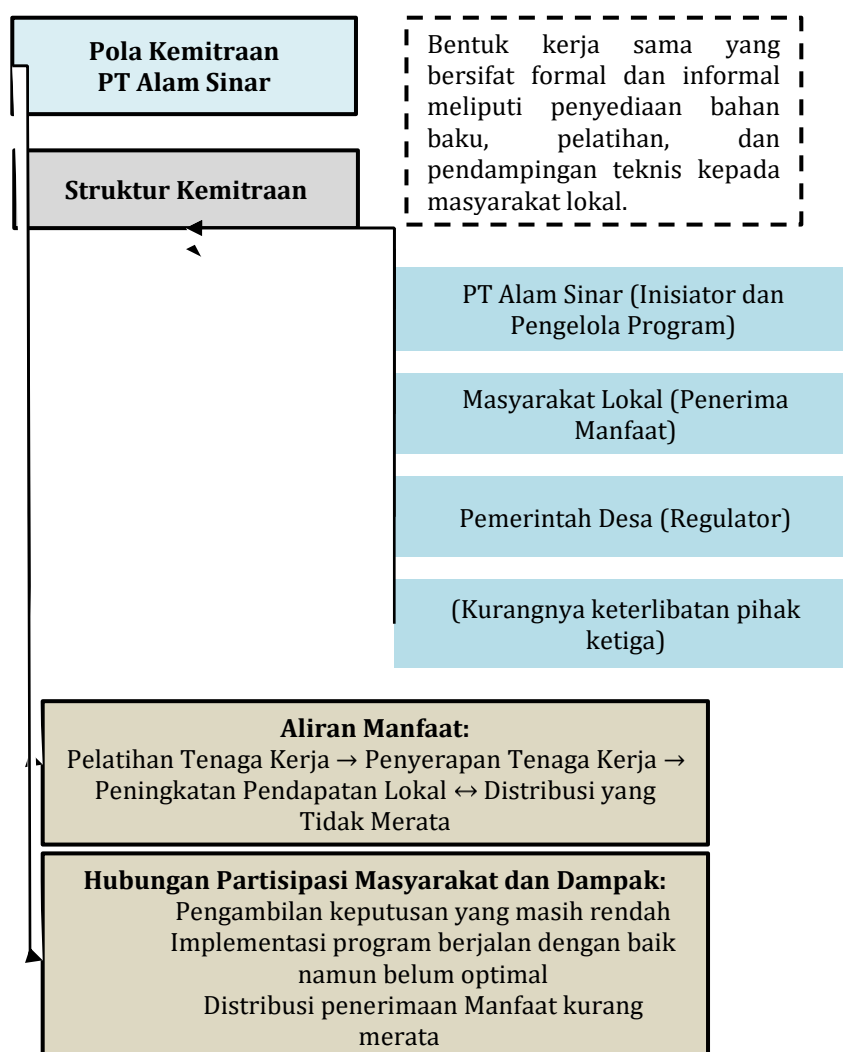 Pola Kemitraan
PT Alam Sinar
Bentuk kerja sama yang
bersifat formal dan informal
meliputi penyediaan bahan
baku, pelatihan, dan
pendampingan teknis kepada
masyarakat lokal.
Struktur Kemitraan
PT Alam Sinar (Inisiator dan
Pengelola Program)
Masyarakat Lokal (Penerima
Manfaat)
Pemerintah Desa (Regulator)
(Kurangnya keterlibatan pihak
ketiga)
Aliran Manfaat:
Pelatihan Tenaga Kerja → Penyerapan Tenaga Kerja →
Peningkatan Pendapatan Lokal ↔ Distribusi yang
Tidak Merata
Hubungan Partisipasi Masyarakat dan Dampak:
Pengambilan keputusan yang masih rendah
Implementasi program berjalan dengan baik
namun belum optimal
Distribusi penerimaan Manfaat kurang
merata